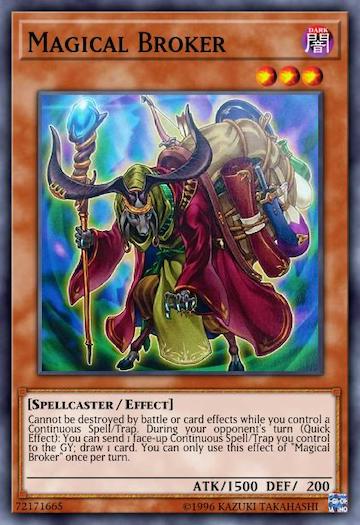 MAGICAL BROKER
DARK
闇
[SPELLCASTER / EFFECT]
Cannot be destroyed by battle or card effects while you control a
Continuous Spell/Trap. During your opponent's turn (Quick
Effect): You can send 1 face-up Continuous Spell/Trap you control
to the GY; draw 1 card. You can only use this effect of "Magical
Broker" once per turn.
ATK/1500 DEF/ 200
72171665
©1996 KAZUKI TAKAHASHI